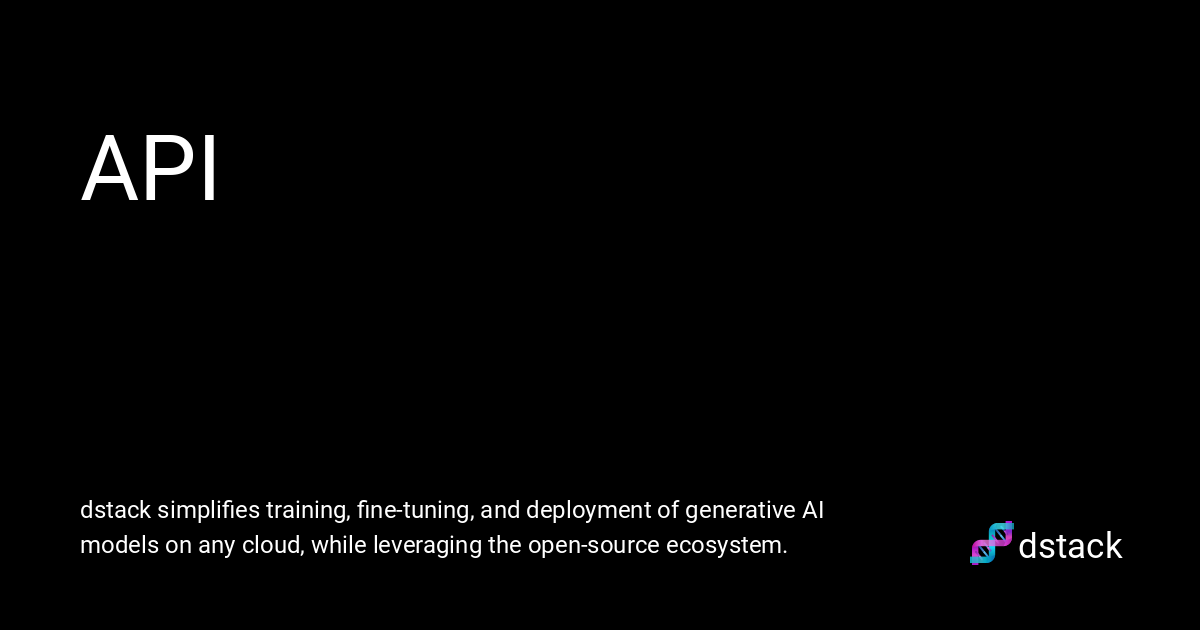 API
dstack simplifies training, fine-tuning, and deployment of generative AI
models on any cloud, while leveraging the open-source ecosystem.
dstack